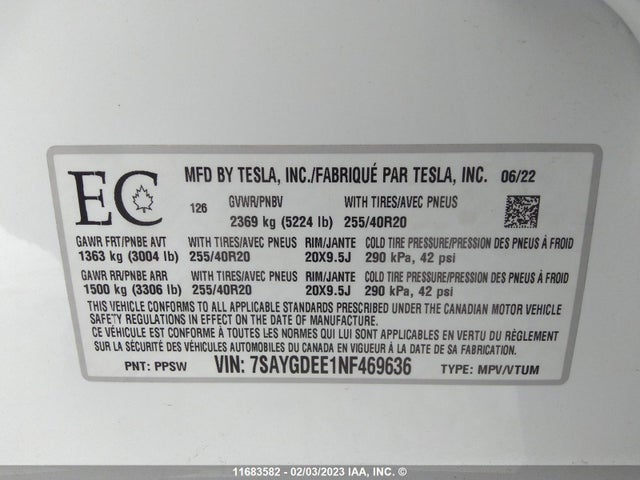 EC
MFD BY TESLA, INC./FABRIQUÉ PAR TESLA, INC. 06/22
GVWR/PNBV WITH TIRES/AVEC PNEUS
126 2369 kg (5224 lb) 255/40R20
GAWR FRT/PNBE AVT WITH TIRES/AVEC PNEUS RIM/JANTE COLD TIRE PRESSURE/PRESSION DES PNEUS À FROID
1363 kg (3004 lb) 255/40R20 20X9.5J 290 kPa, 42 psi
GAWR RR/PNBE ARR WITH TIRES/AVEC PNEUS RIM/JANTE COLD TIRE PRESSURE/PRESSION DES PNEUS À FROID
1500 kg (3306 lb) 255/40R20 20X9.5J 290 kPa, 42 psi
THIS VEHICLE CONFORMS TO ALL APPLICABLE STANDARDS PRESCRIBED UNDER THE CANADIAN MOTOR VEHICLE
SAFETY REGULATIONS IN EFFECT ON THE DATE OF MANUFACTURE.
CE VÉHICULE EST CONFORME À TOUTES LES NORMES QUI LUI SONT APPLICABLES EN VERTU DU RÈGLEMENT
SUR LA SÉCURITÉ DES VÉHICULES AUTOMOBILES DU CANADA EN VIGUEUR À LA DATE DE SA FABRICATION.
PNT: PPSW VIN: 7SAYGDEE1NF469636 TYPE: MPV/VTUM
11683582 - 02/03/2023 IAA, INC. ©